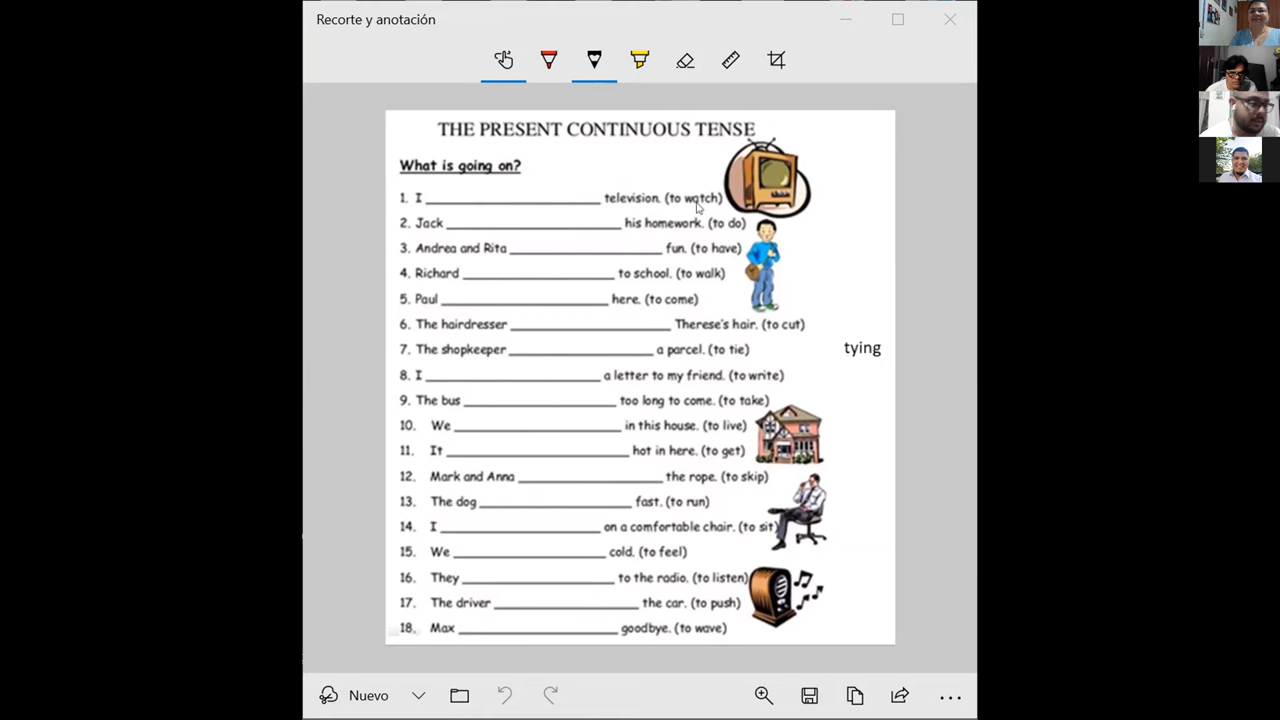 Recorte y anotación
THE PRESENT CONTINUOUS TENSE
What is going on?
1. I ______________ television. (to watch)
2. Jack ______________ his homework. (to do)
3. Andrea and Rita ______________ fun. (to have)
4. Richard ______________ to school. (to walk)
5. Paul ______________ here. (to come)
6. The hairdresser ______________ Therese's hair. (to cut)
7. The shopkeeper ______________ a parcel. (to tie)
tying
8. I ______________ a letter to my friend. (to write)
9. The bus ______________ too long to come. (to take)
10. We ______________ in this house. (to live)
11. It ______________ hot in here. (to get)
12. Mark and Anna ______________ the rope. (to skip)
13. The dog ______________ fast. (to run)
14. I ______________ on a comfortable chair. (to sit)
15. We ______________ cold. (to feel)
16. They ______________ to the radio. (to listen)
17. The driver ______________ the car. (to push)
18. Max ______________ goodbye. (to wave)
Nuevo